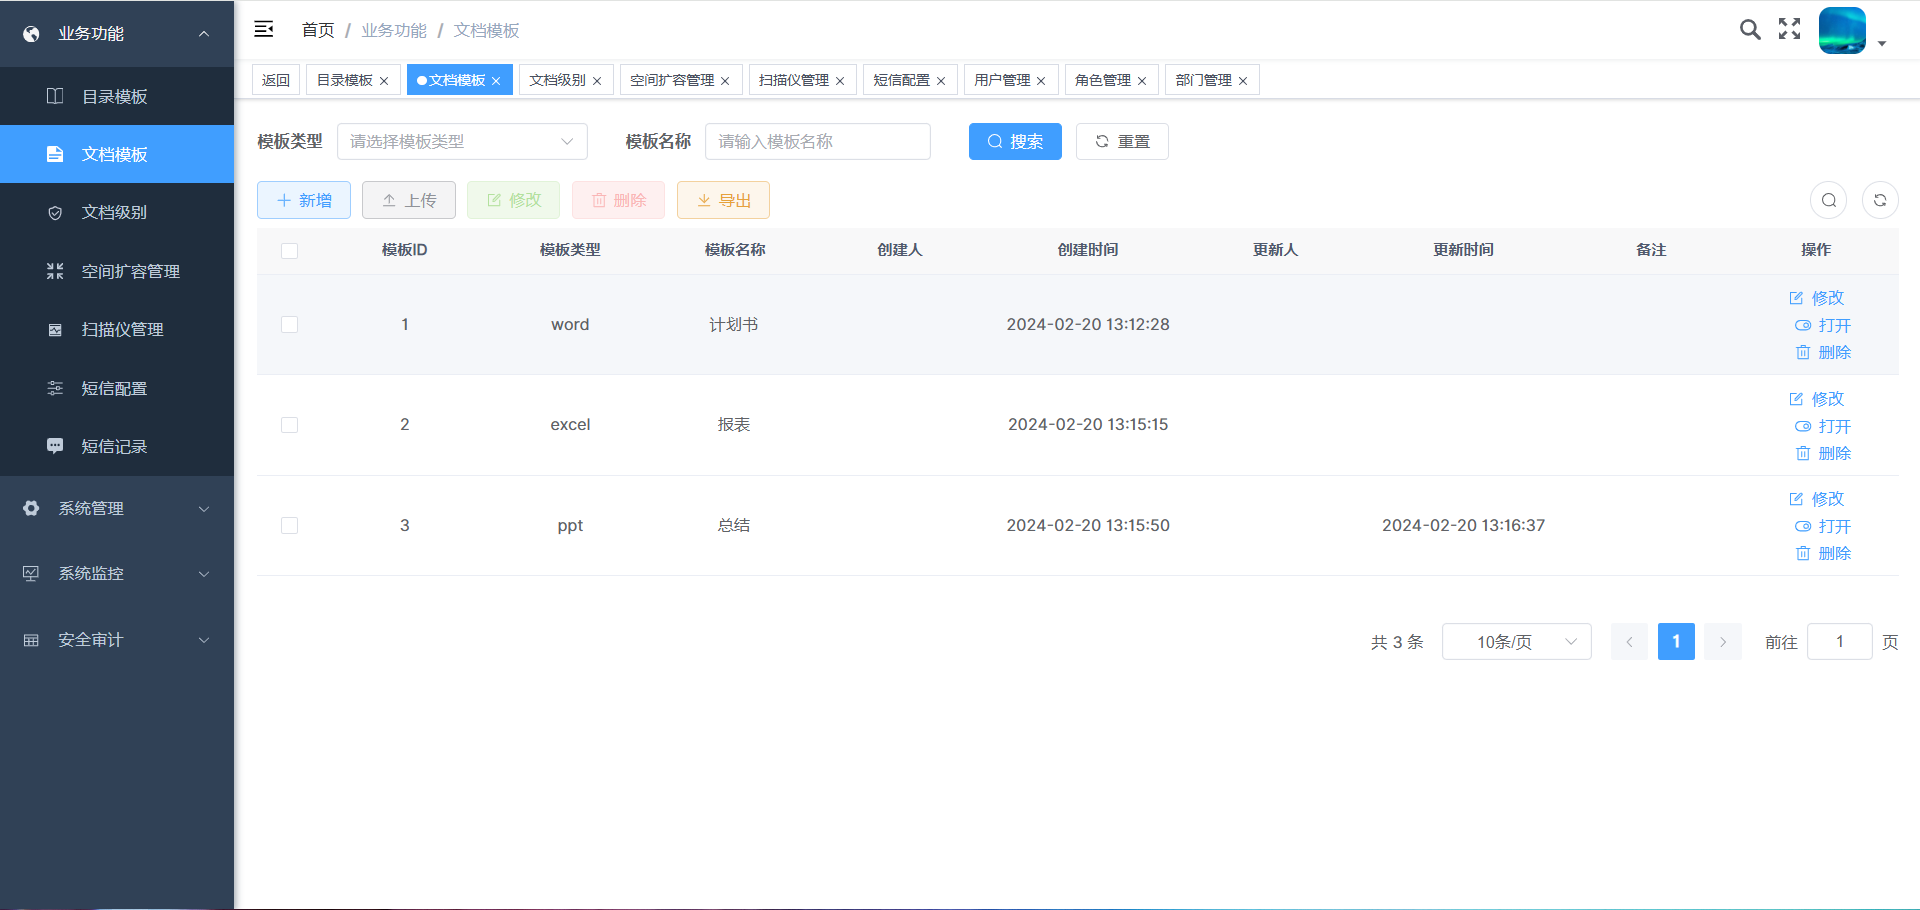 业务功能
目录模板
文档模板
文档级别
空间扩容管理
扫描仪管理
短信配置
短信记录
系统管理
系统监控
安全审计
首页 / 业务功能 / 文档模板
返回 目录模板 文档模板 文档级别 空间扩容管理 扫描仪管理 短信配置 用户管理 角色管理 部门管理
模板类型 请选择模板类型 模板名称 请输入模板名称 搜索 重置
新增 上传 修改 删除 导出
模板ID 模板类型 模板名称 创建人 创建时间 更新人 更新时间 备注 操作
1 word 计划书 2024-02-20 13:12:28 修改
打开
删除
2 excel 报表 2024-02-20 13:15:15 修改
打开
删除
3 ppt 总结 2024-02-20 13:15:50 2024-02-20 13:16:37 修改
打开
删除
共 3 条 10条/页 1 前往 1 页